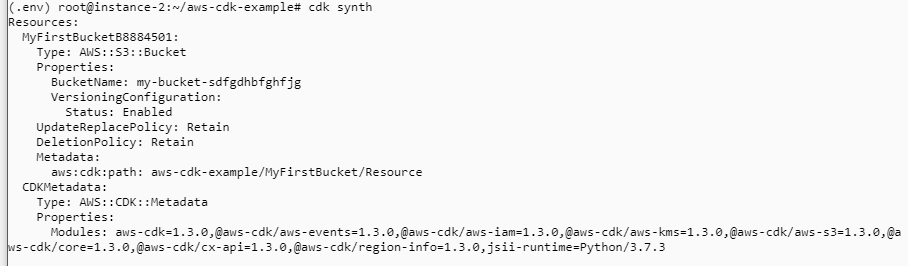 (.env) root@instance-2:~/aws-cdk-example# cdk synth
Resources:
  MyFirstBucketB8884501:
    Type: AWS::S3::Bucket
    Properties:
      BucketName: my-bucket-sdfgdhbfghfjg
      VersioningConfiguration:
        Status: Enabled
    UpdateReplacePolicy: Retain
    DeletionPolicy: Retain
    Metadata:
      aws:cdk:path: aws-cdk-example/MyFirstBucket/Resource
  CDKMetadata:
    Type: AWS::CDK::Metadata
    Properties:
      Modules: aws-cdk=1.3.0,@aws-cdk/aws-events=1.3.0,@aws-cdk/aws-iam=1.3.0,@aws-cdk/aws-kms=1.3.0,@aws-cdk/aws-s3=1.3.0,@a
ws-cdk/core=1.3.0,@aws-cdk/cx-api=1.3.0,@aws-cdk/region-info=1.3.0,jsii-runtime=Python/3.7.3